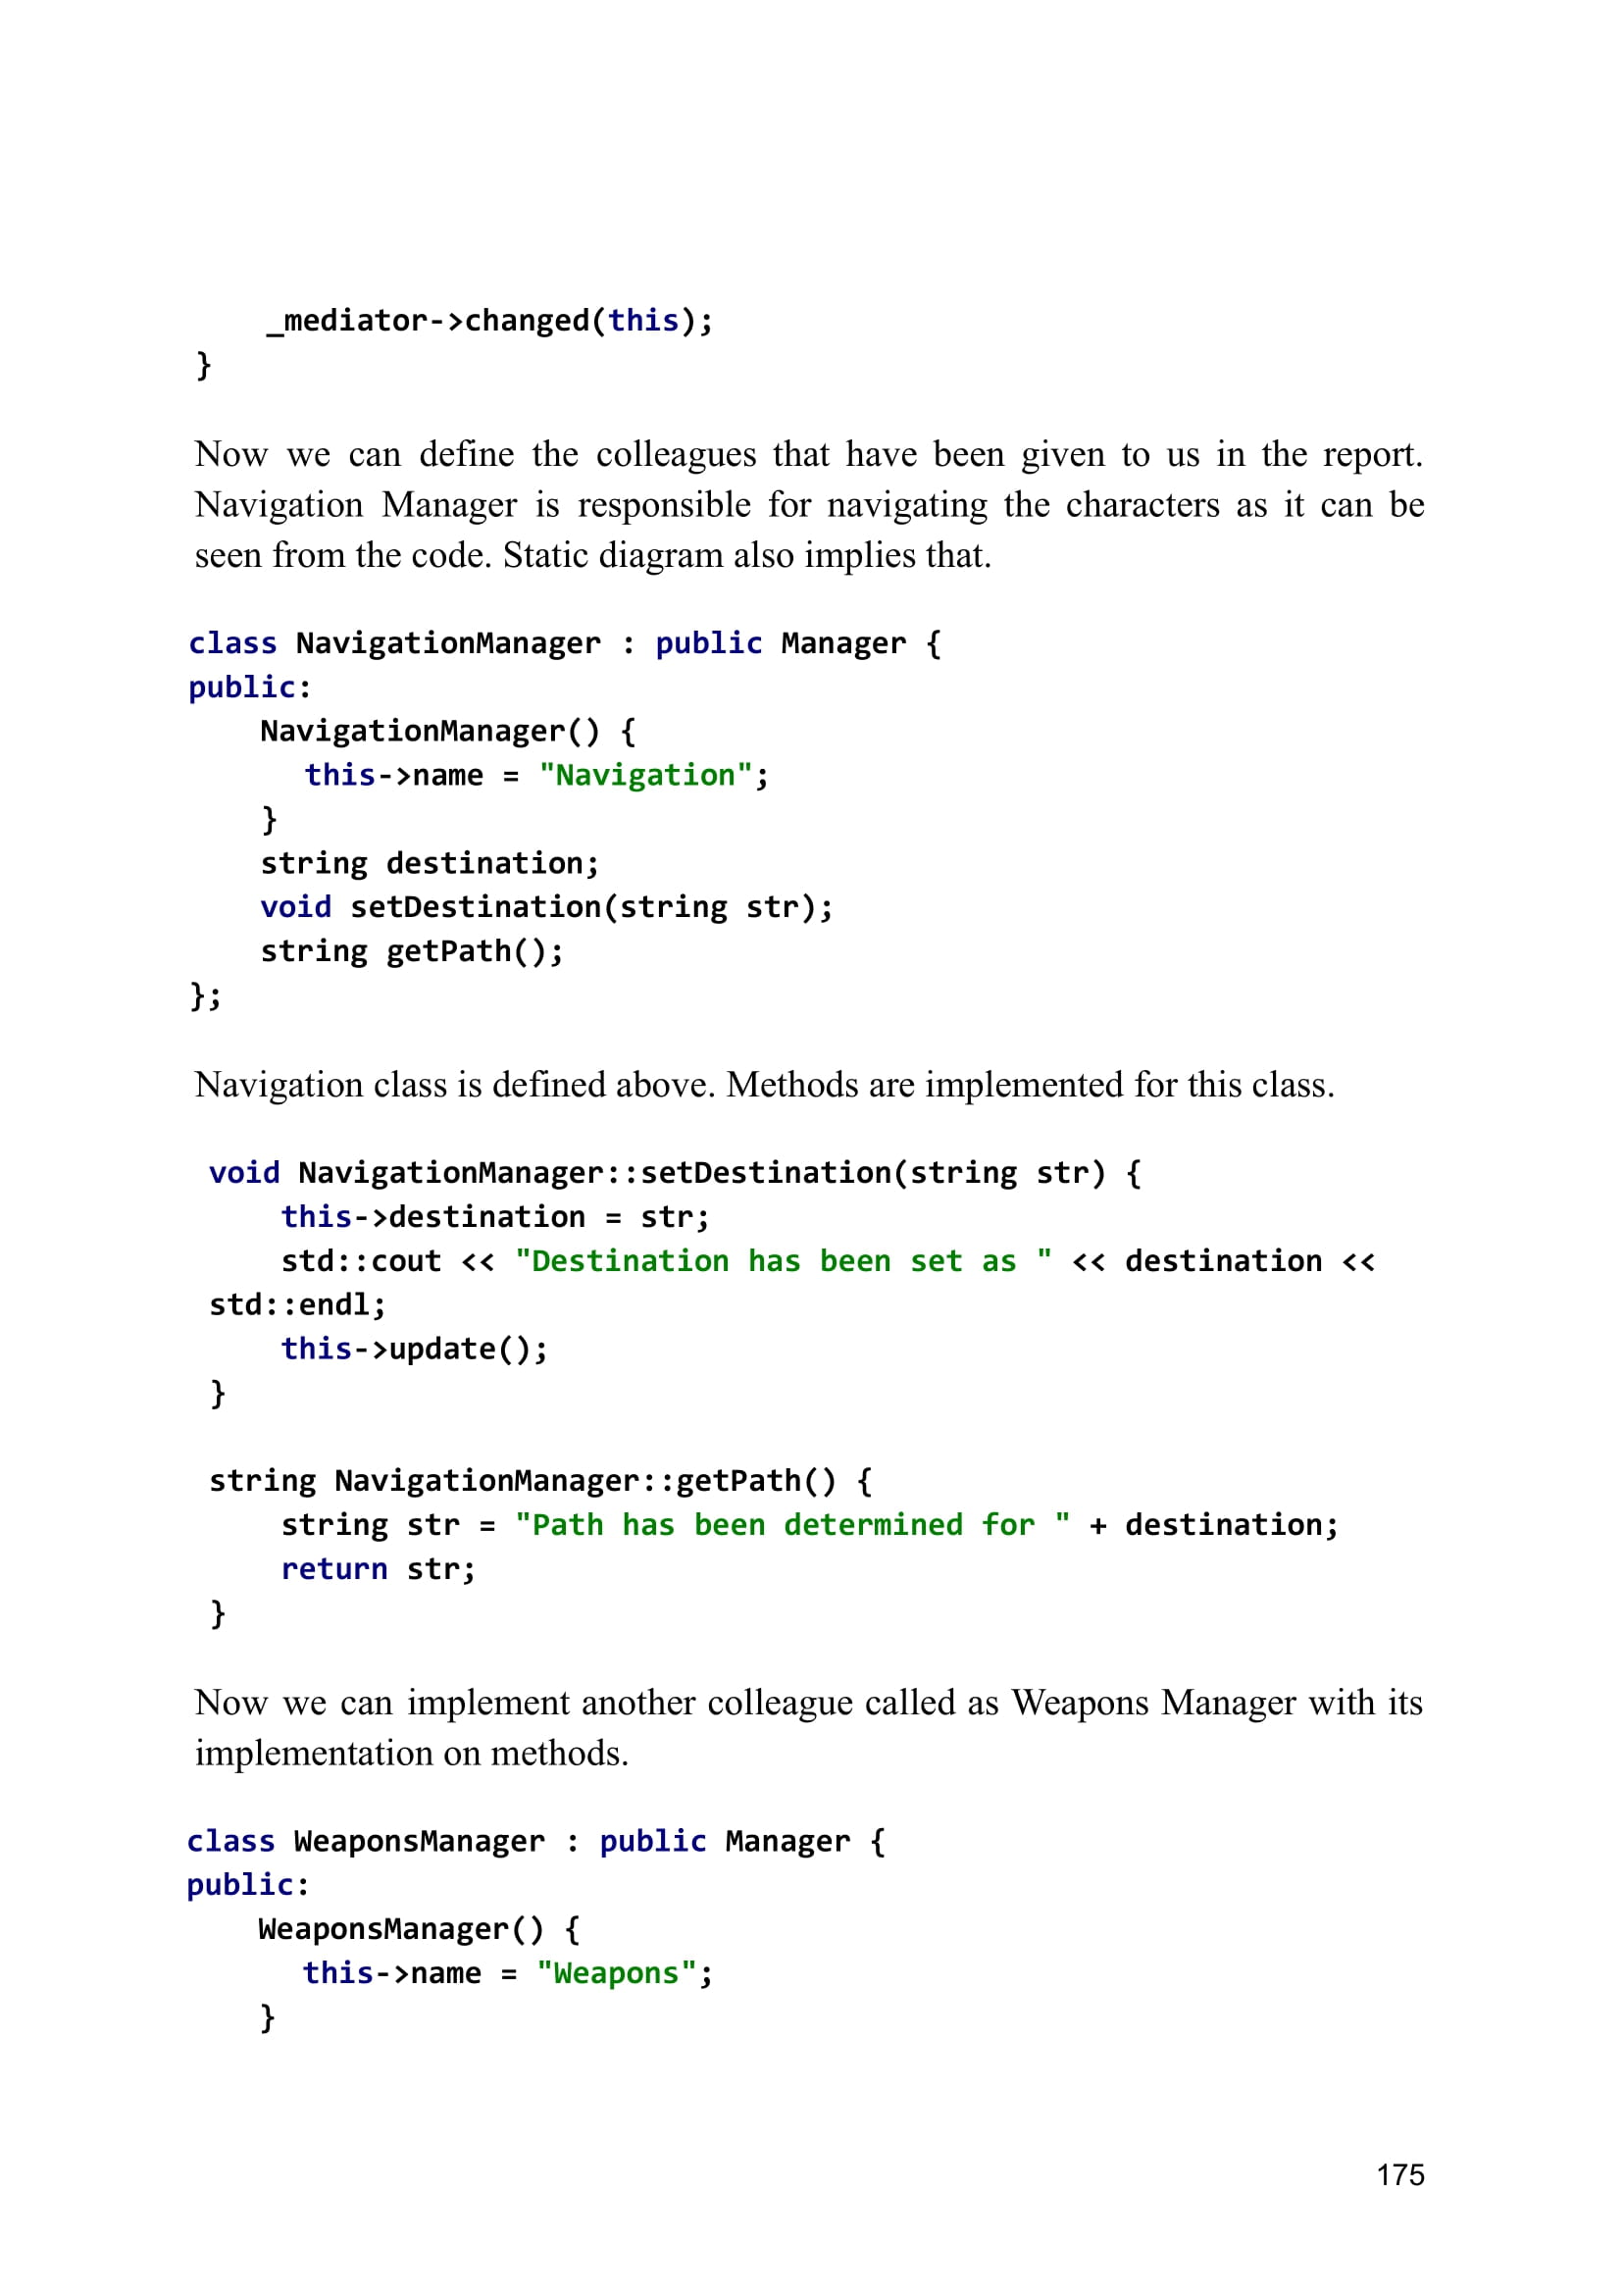 _mediator->changed(this);
}
Now we can define the colleagues that have been given to us in the report.
Navigation Manager is responsible for navigating the characters as it can be
seen from the code. Static diagram also implies that.
class NavigationManager : public Manager {
public:
NavigationManager() {
this->name = "Navigation";
}
string destination;
void setDestination(string str);
string getPath();
};
Navigation class is defined above. Methods are implemented for this class.
void NavigationManager::setDestination(string str) {
this->destination = str;
std::cout << "Destination has been set as " << destination <<
std::endl;
this->update();
}
string NavigationManager::getPath() {
string str = "Path has been determined for " + destination;
return str;
}
Now we can implement another colleague called as Weapons Manager with its
implementation on methods.
class WeaponsManager : public Manager {
public:
WeaponsManager() {
this->name = "Weapons";
}
175